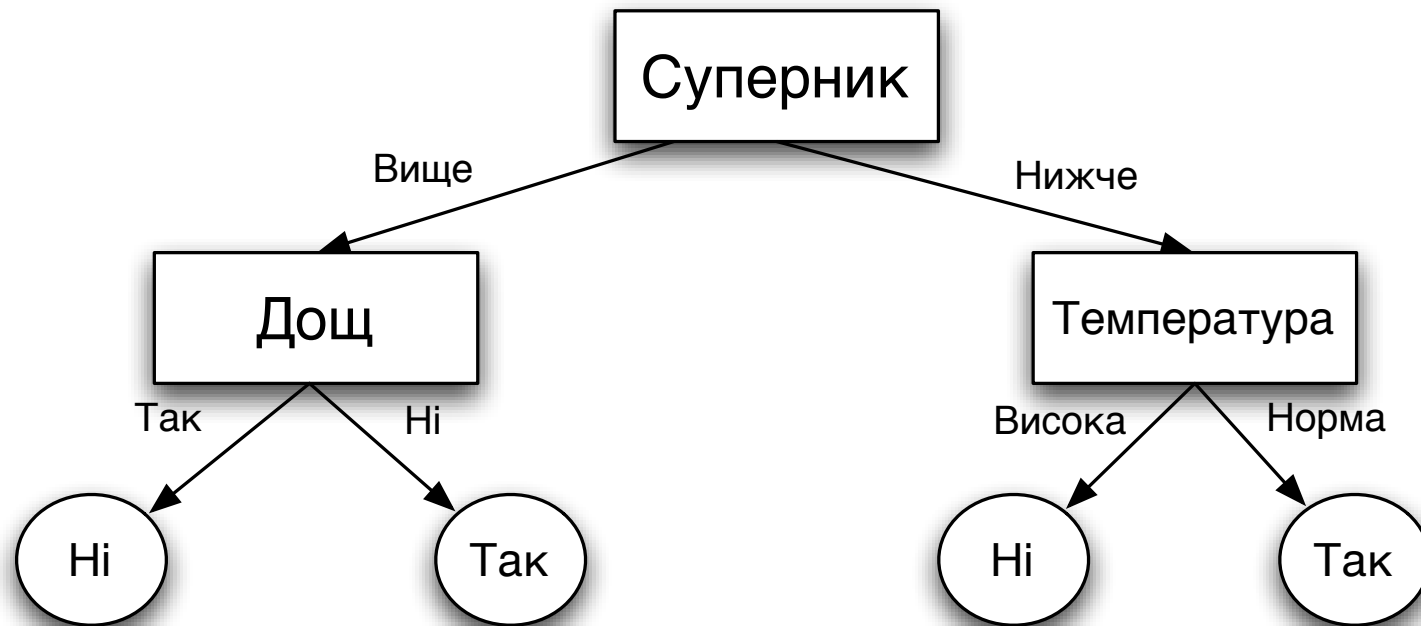 Суперник
Вище
Нижче
Дощ
Температура
Так
Ні
Висока
Норма
Ні
Так
Ні
Так